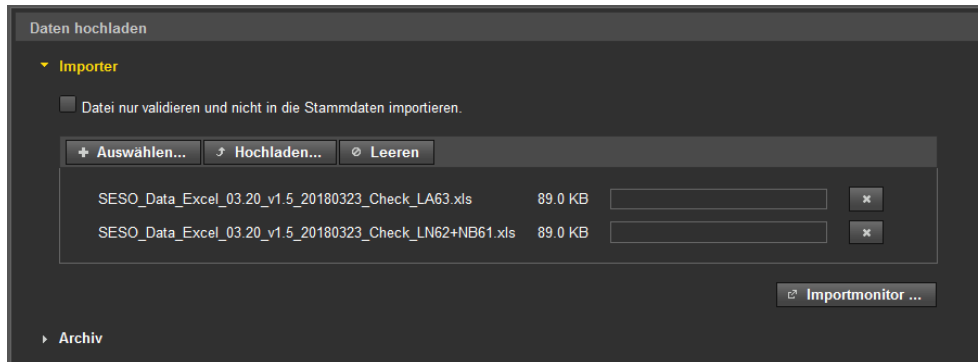 Daten hochladen
Importer
Datei nur validieren und nicht in die Stammdaten importieren.
Auswählen... Hochladen... Leeren
SESO_Data_Excel_03.20_v1.5_20180323_Check_LA63.xls 89.0 KB
SESO_Data_Excel_03.20_v1.5_20180323_Check_LN62+NB61.xls 89.0 KB
Importmonitor ...
Archiv